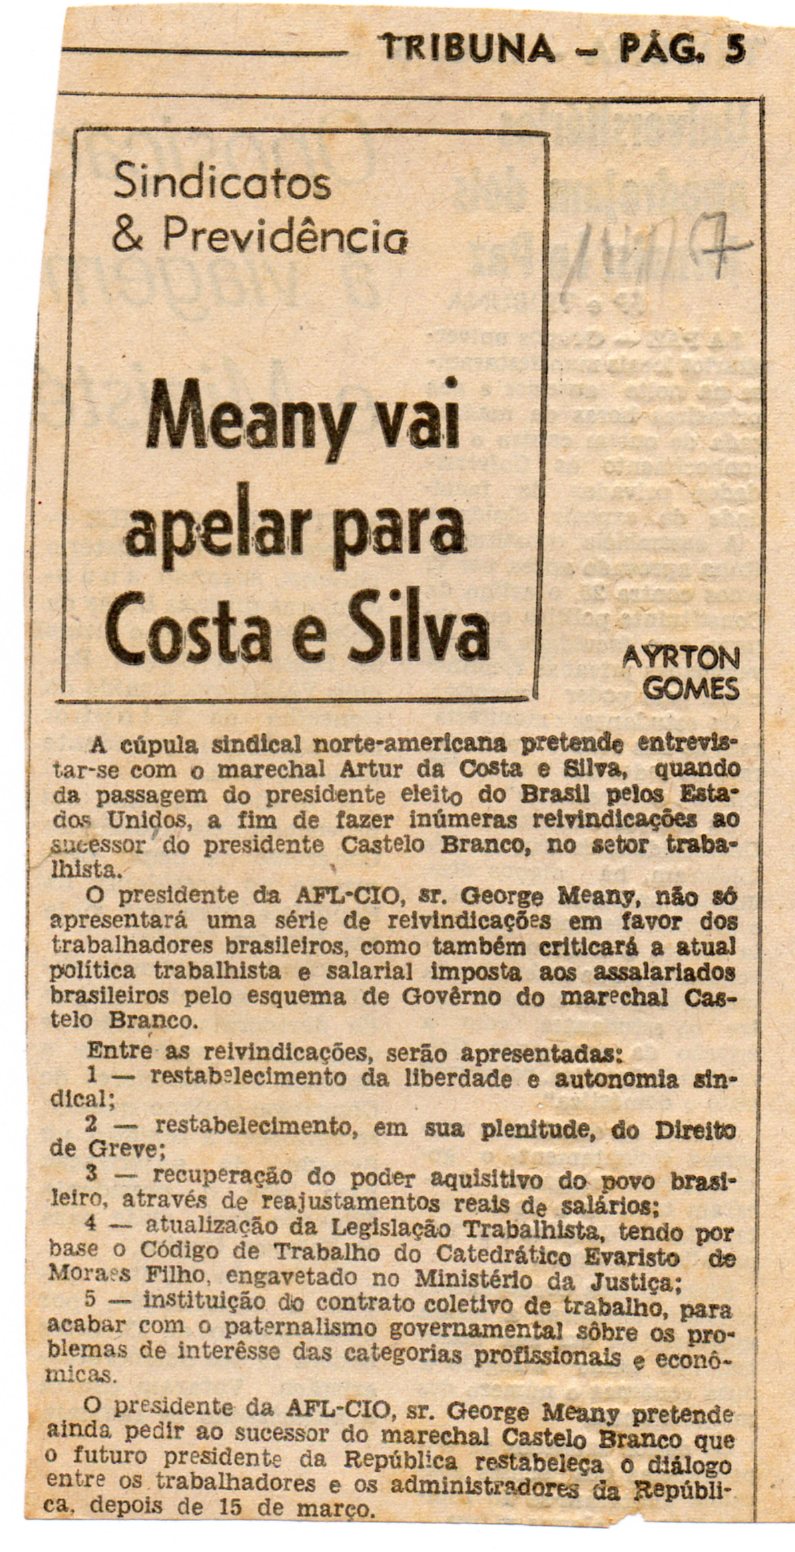 TRIBUNA — PÁG. 5
Sindicatos
& Previdência
Meany vai
apelar para
Costa e Silva
AYRTON
GOMES
A cúpula sindical norte-americana pretende entrevis-
tar-se com o marechal Artur da Costa e Silva, quando
da passagem do presidente eleito do Brasil pelos Esta-
dos Unidos, a fim de fazer inúmeras reivindicações ao
sucessor do presidente Castelo Branco, no setor traba-
lhista.
O presidente da AFL-CIO, sr. George Meany, não só
apresentará uma série de reivindicações em favor dos
trabalhadores brasileiros, como também criticará a atual
política trabalhista e salarial imposta aos assalariados
brasileiros pelo esquema de Govêrno do marechal Cas-
telo Branco.
Entre as reivindicações, serão apresentadas:
1 — restabelecimento da liberdade e autonomia sin-
dical;
2 — restabelecimento, em sua plenitude, do Direito
de Greve;
3 — recuperação do poder aquisitivo do povo brasi-
leiro, através de reajustamentos reais de salários;
4 — atualização da Legislação Trabalhista, tendo por
base o Código de Trabalho do Catedrático Evaristo de
Moraes Filho, engavetado no Ministério da Justiça;
5 — instituição do contrato coletivo de trabalho, para
acabar com o paternalismo governamental sôbre os pro-
blemas de interêsse das categorias profissionais e econô-
micas.
O presidente da AFL-CIO, sr. George Meany pretende
ainda pedir ao sucessor do marechal Castelo Branco que
o futuro presidente da República restabeleça o diálogo
entre os trabalhadores e os administradores da Repúbli-
ca, depois de 15 de março.